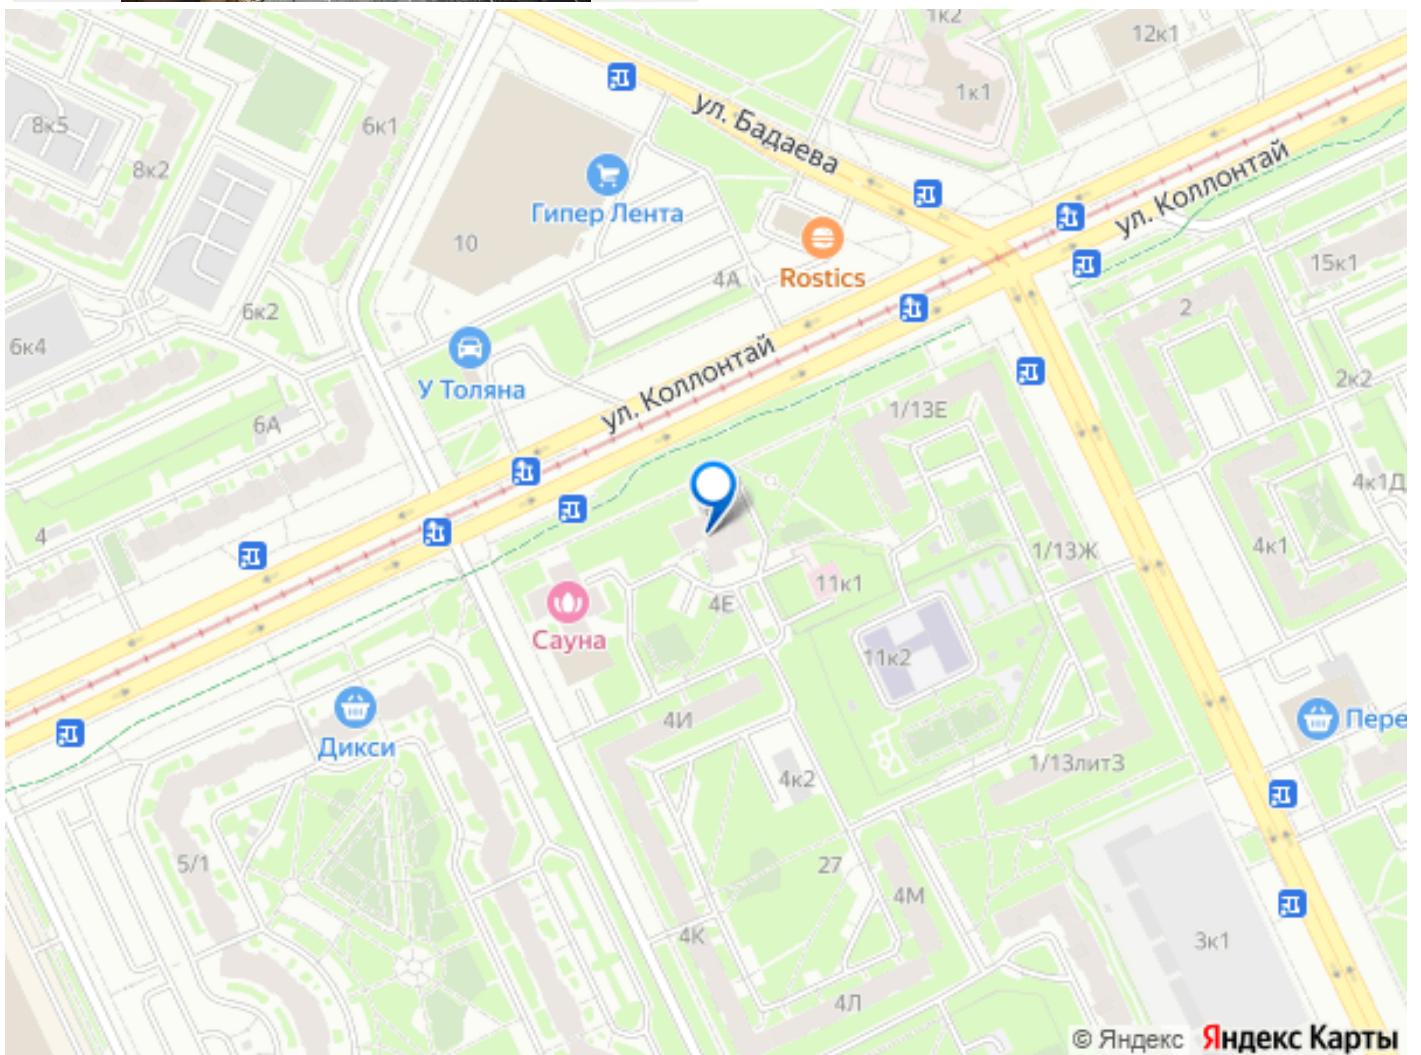 1к2
12к1
ул. Бадаева
1к1
8к5
6к1
8к2
ул. Коллонтай
Гипер Лента
10
Rostics
4А
15к1
6к2
2
6к4
У Толяна
ул. Коллонтай
2к2
6А
1/13Е
4к1Д
4
4к1
1/13Ж
11к1
4Е
Сауна
11к2
4И
Пере
Дикси
1/13литЗ
4к2
5/1
27
4М
4К
3к1
4Л
© Яндекс Яндекс Карты